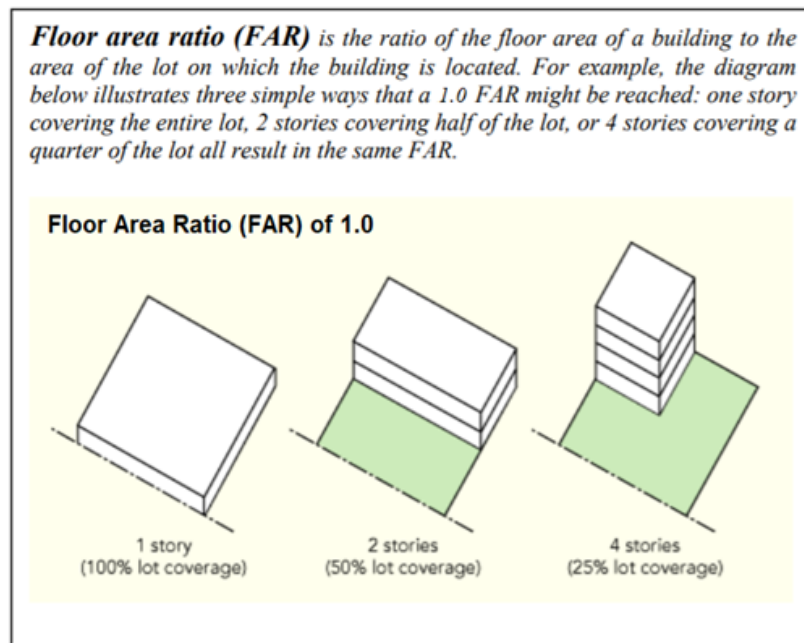 Floor area ratio (FAR) is the ratio of the floor area of a building to the
area of the lot on which the building is located. For example, the diagram
below illustrates three simple ways that a 1.0 FAR might be reached: one story
covering the entire lot, 2 stories covering half of the lot, or 4 stories covering a
quarter of the lot all result in the same FAR.
Floor Area Ratio (FAR) of 1.0
1 story
(100% lot coverage)
2 stories
(50% lot coverage)
4 stories
(25% lot coverage)